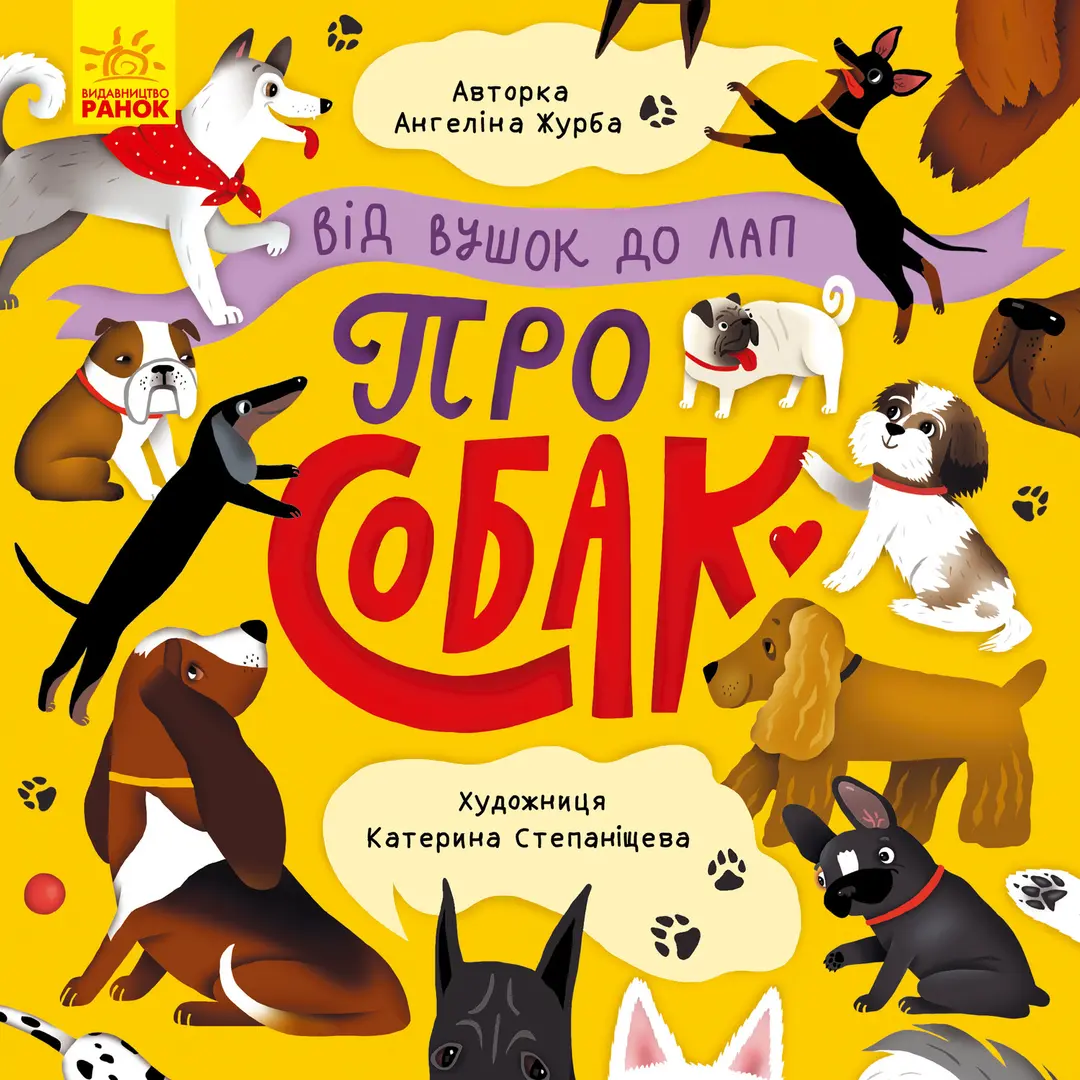 ВИДАВНИЦТВО
РАНОК
Авторка
Ангеліна Журба
ВІД ВУШОК ДО ЛАП
ПРО
СОБАК
Художниця
Катерина Степаніщева